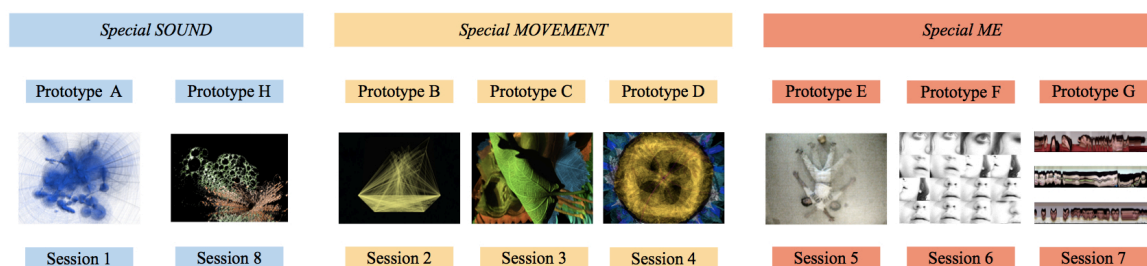 Special SOUND
Special MOVEMENT
Special ME
Prototype A
Prototype H
Prototype B
Prototype C
Prototype D
Prototype E
Prototype F
Prototype G
Session 1
Session 8
Session 2
Session 3
Session 4
Session 5
Session 6
Session 7